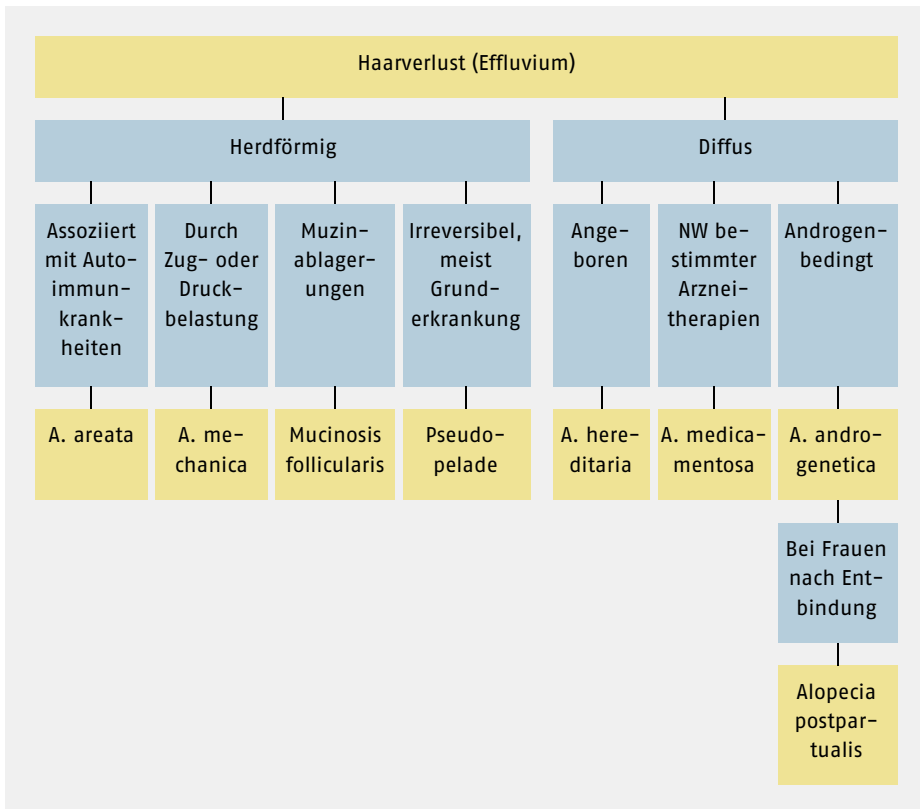 Haarverlust (Effluvium)
Herdförmig
Diffus
Assoziiert
mit Auto-
immun-
krank-
heiten
Durch
Zug- oder
Druck-
belastung
Muzin-
ablager-
ungen
Irreversibel,
meist
Grund-
erkrankung
Ange-
boren
NW be-
stimmter
Arznei-
therapien
Androgen-
bedingt
A. areata
A. me-
chanica
Mucinosis
follicularis
Pseudo-
pelade
A. here-
ditaria
A. medica-
mentosa
A. andro-
genetica
Bei Frauen
nach Ent-
bindung
Alopecia
postpar-
tualis